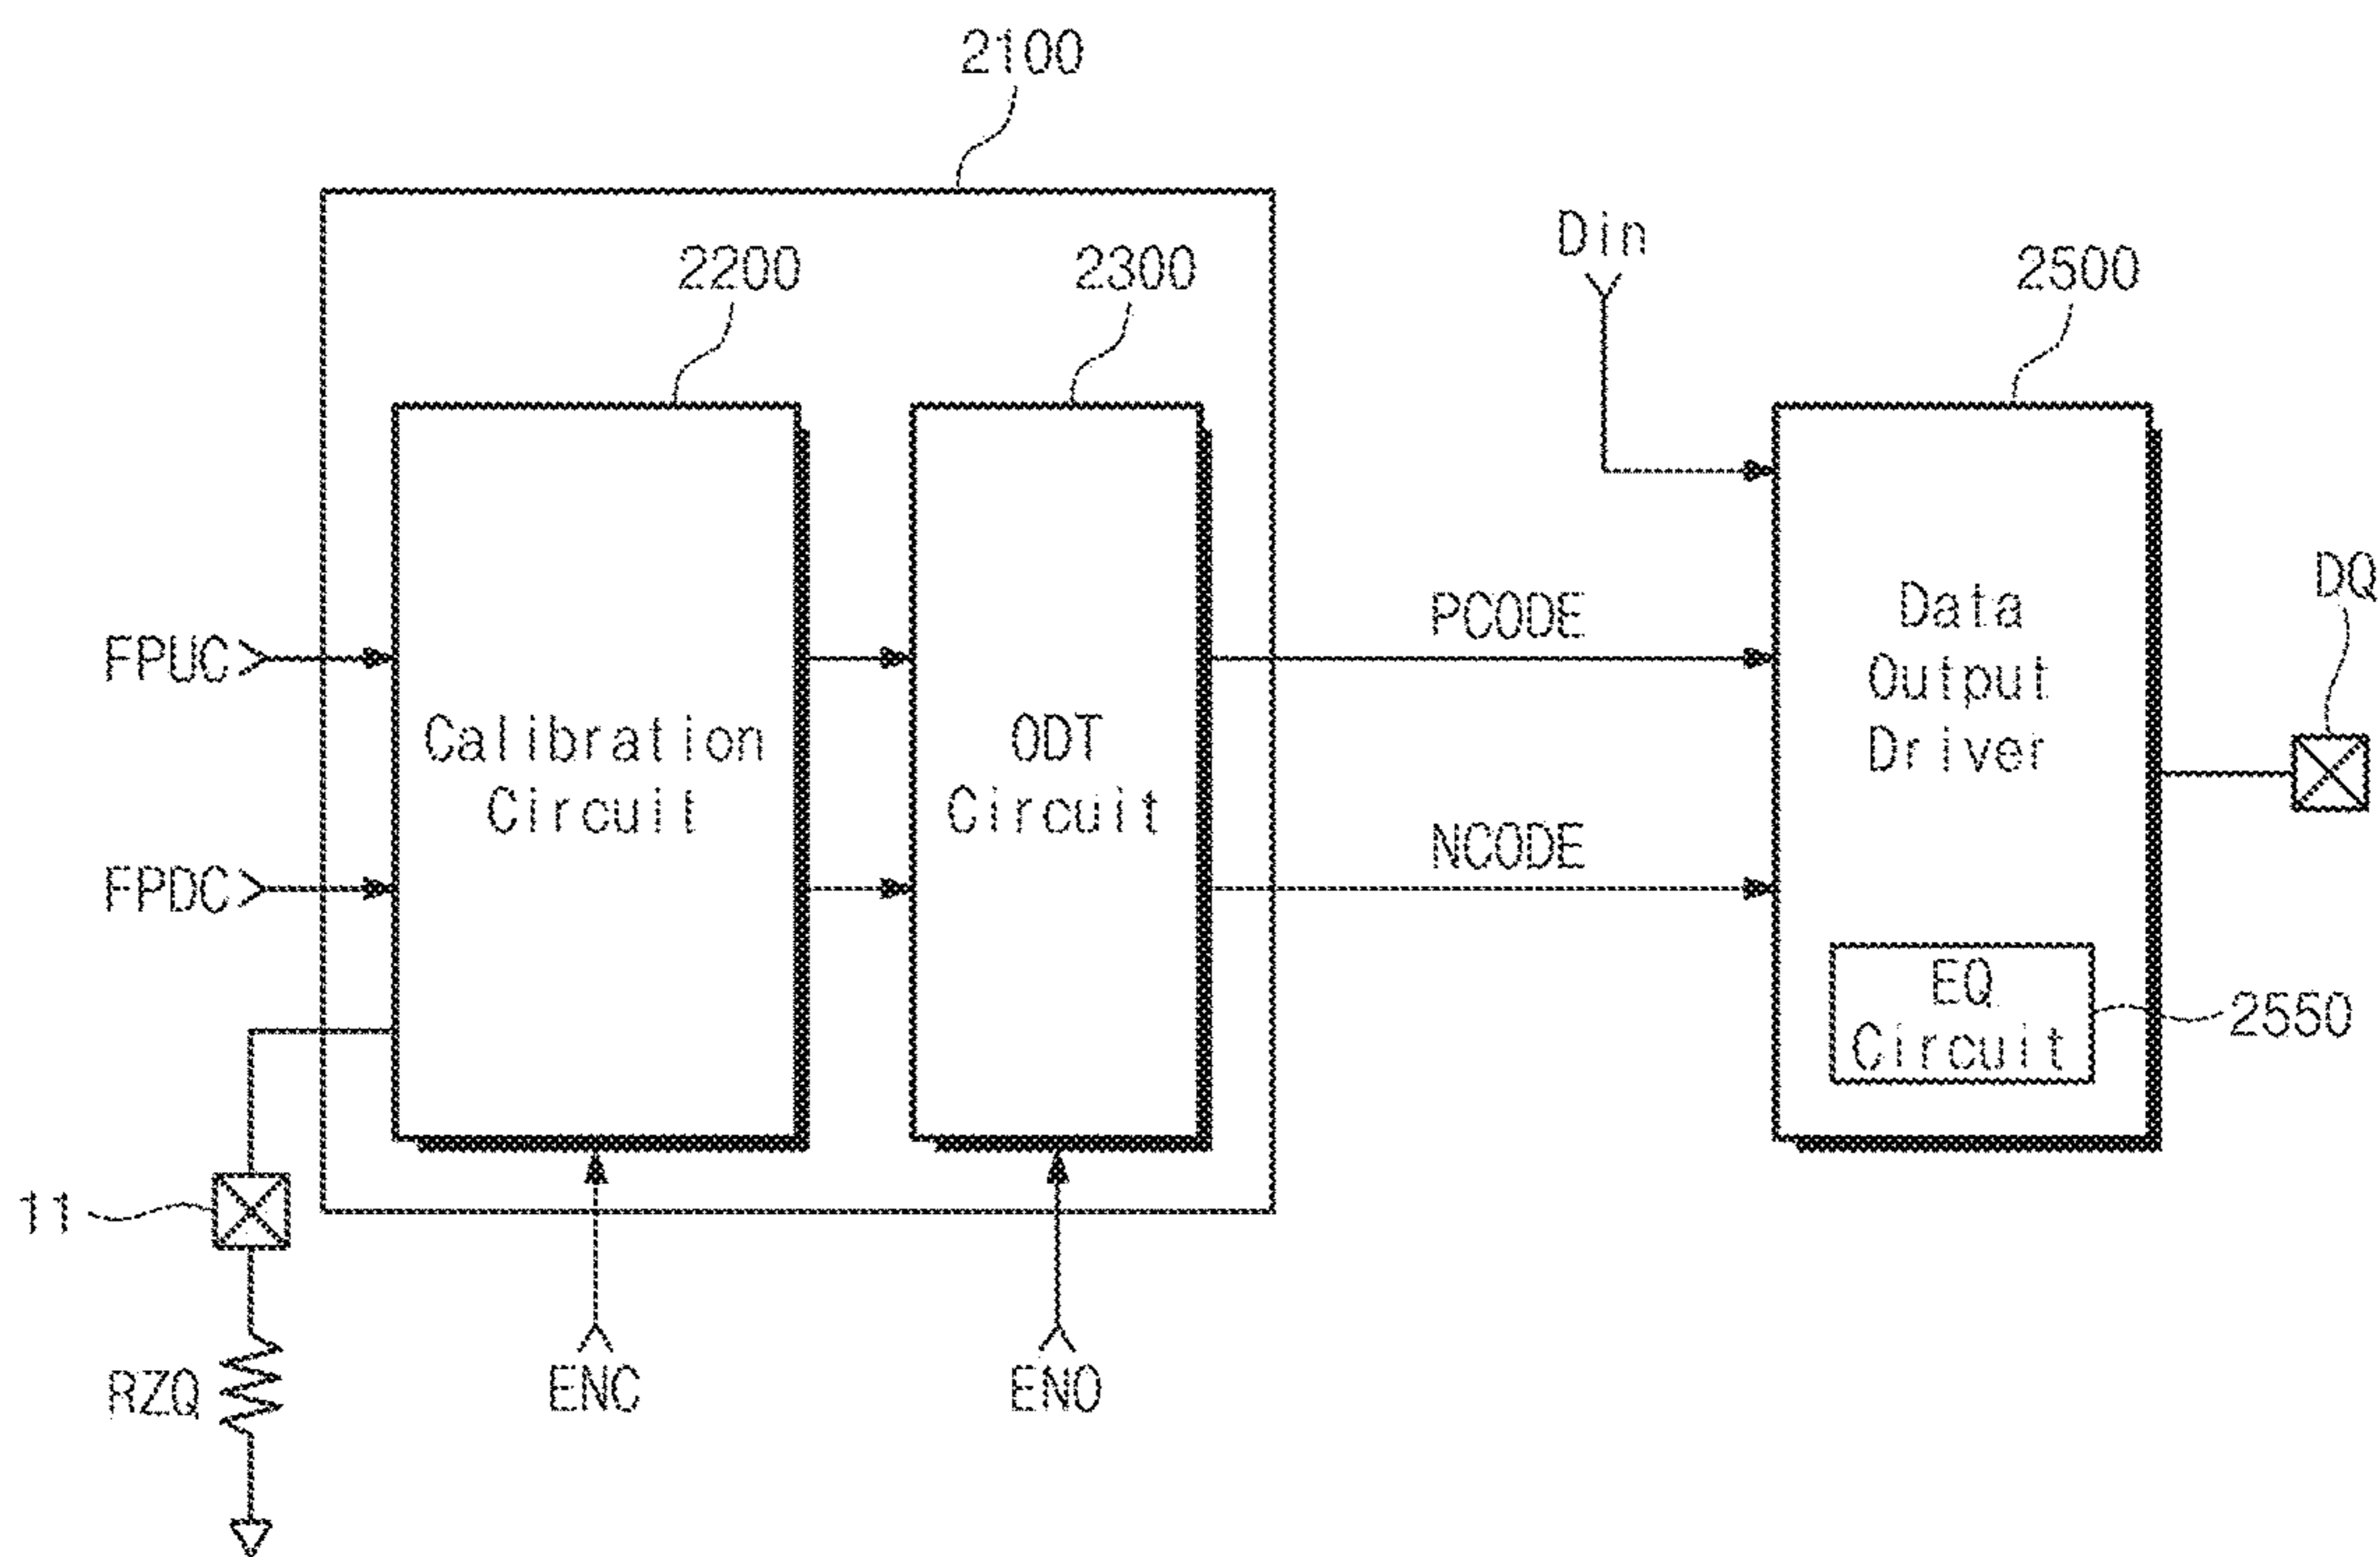 2100
2200
2300
Din
2500
FPUC
FPDC
Calibration
Circuit
ODT
Circuit
PCODE
NCODE
Data
Output
Driver
DQ
EQ
Circuit
2550
11
RZQ
ENC
ENO